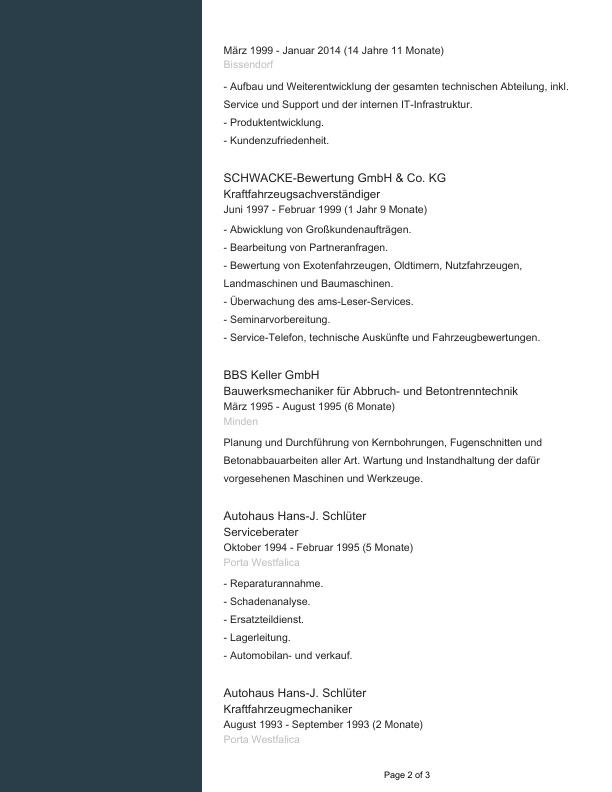 März 1999 - Januar 2014 (14 Jahre 11 Monate)
Bissendorf
- Aufbau und Weiterentwicklung der gesamten technischen Abteilung, inkl.
Service und Support und der internen IT-Infrastruktur.
- Produktentwicklung.
- Kundenzufriedenheit.
SCHWACKE-Bewertung GmbH & Co. KG
Kraftfahrzeugsachverständiger
Juni 1997 - Februar 1999 (1 Jahr 9 Monate)
- Abwicklung von Großkundenaufträgen.
- Bearbeitung von Partneranfragen.
- Bewertung von Exotenfahrzeugen, Oldtimern, Nutzfahrzeugen,
Landmaschinen und Baumaschinen.
- Überwachung des ams-Leser-Services.
- Seminarvorbereitung.
- Service-Telefon, technische Auskünfte und Fahrzeugbewertungen.
BBS Keller GmbH
Bauwerksmechaniker für Abbruch- und Betontrenntechnik
März 1995 - August 1995 (6 Monate)
Minden
Planung und Durchführung von Kernbohrungen, Fugenschnitten und
Betonabbauarbeiten aller Art. Wartung und Instandhaltung der dafür
vorgesehenen Maschinen und Werkzeuge.
Autohaus Hans-J. Schlüter
Serviceberater
Oktober 1994 - Februar 1995 (5 Monate)
Porta Westfalica
- Reparaturannahme.
- Schadenanalyse.
- Ersatzteildienst.
- Lagerleitung.
- Automobilan- und verkauf.
Autohaus Hans-J. Schlüter
Kraftfahrzeugmechaniker
August 1993 - September 1993 (2 Monate)
Porta Westfalica
Page 2 of 3